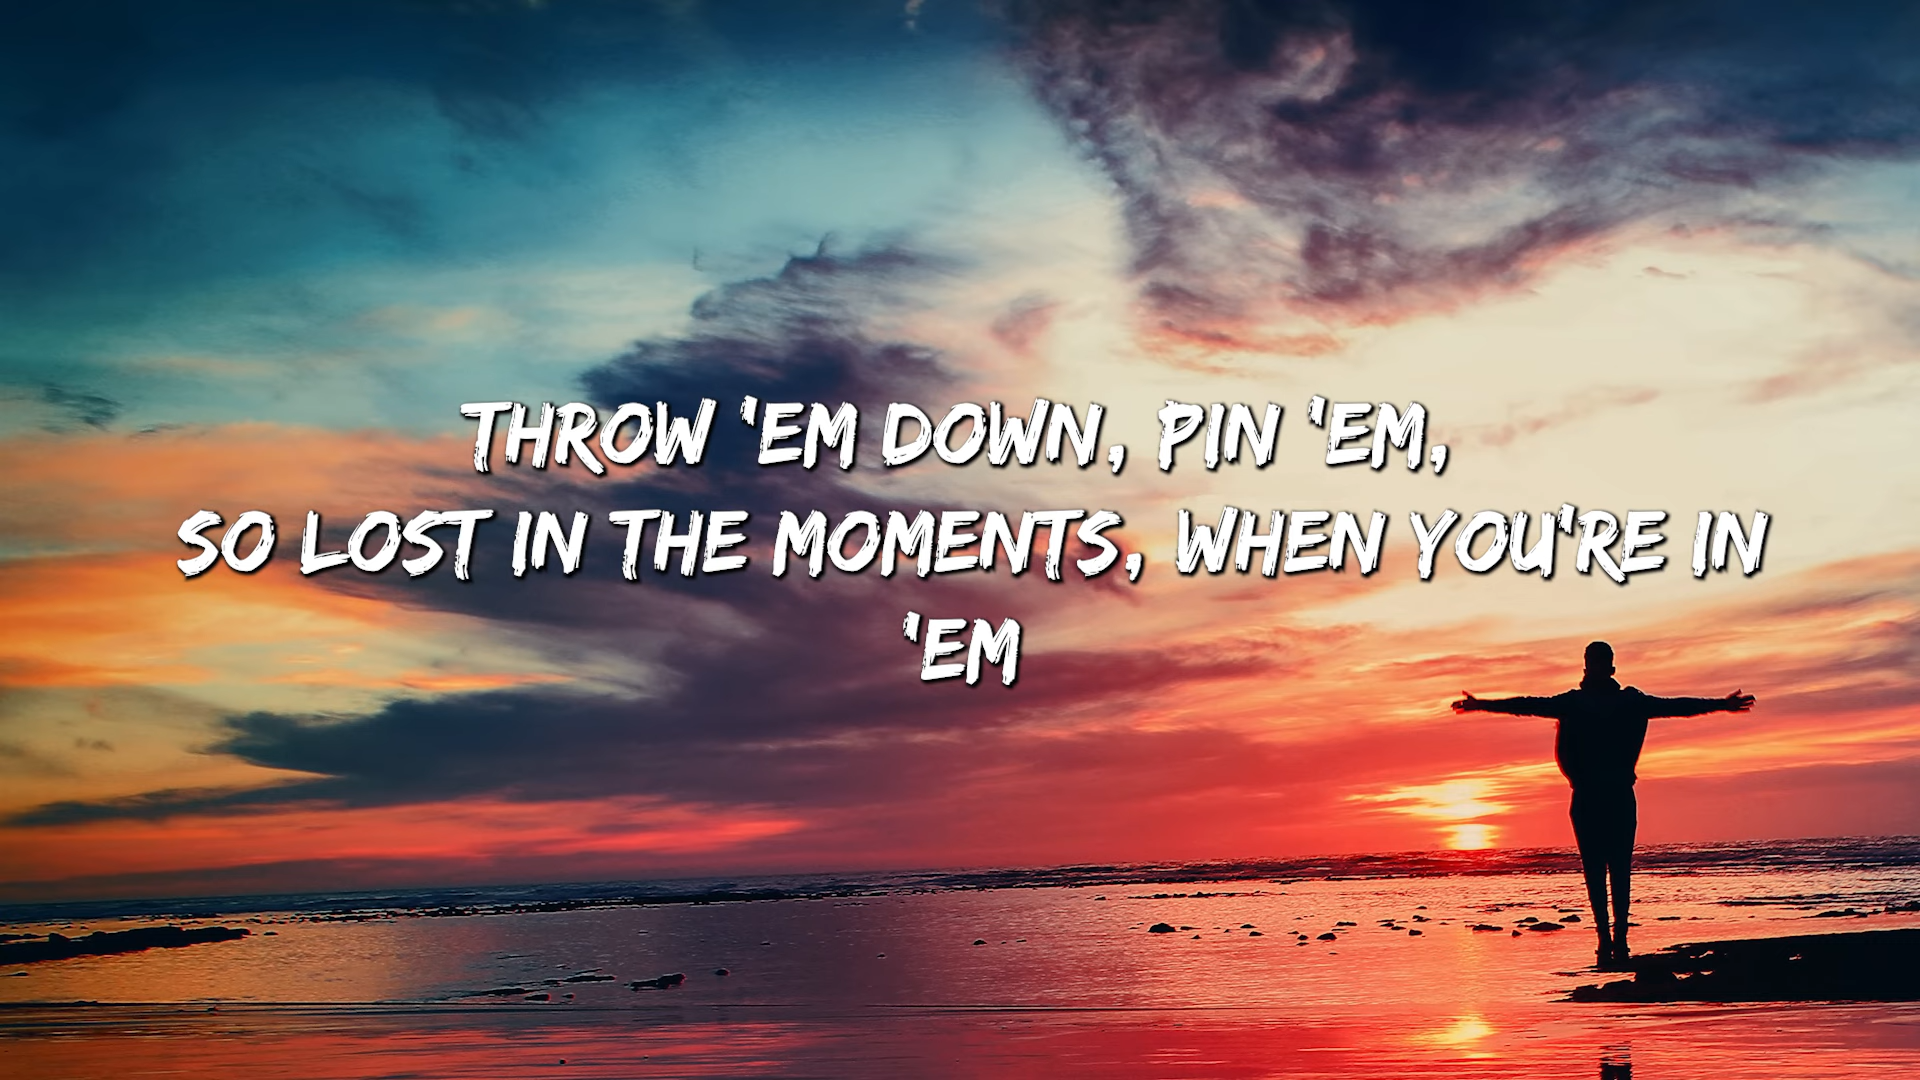 THROW 'EM DOWN, PIN 'EM,
SO LOST IN THE MOMENTS, WHEN YOU'RE IN
'EM